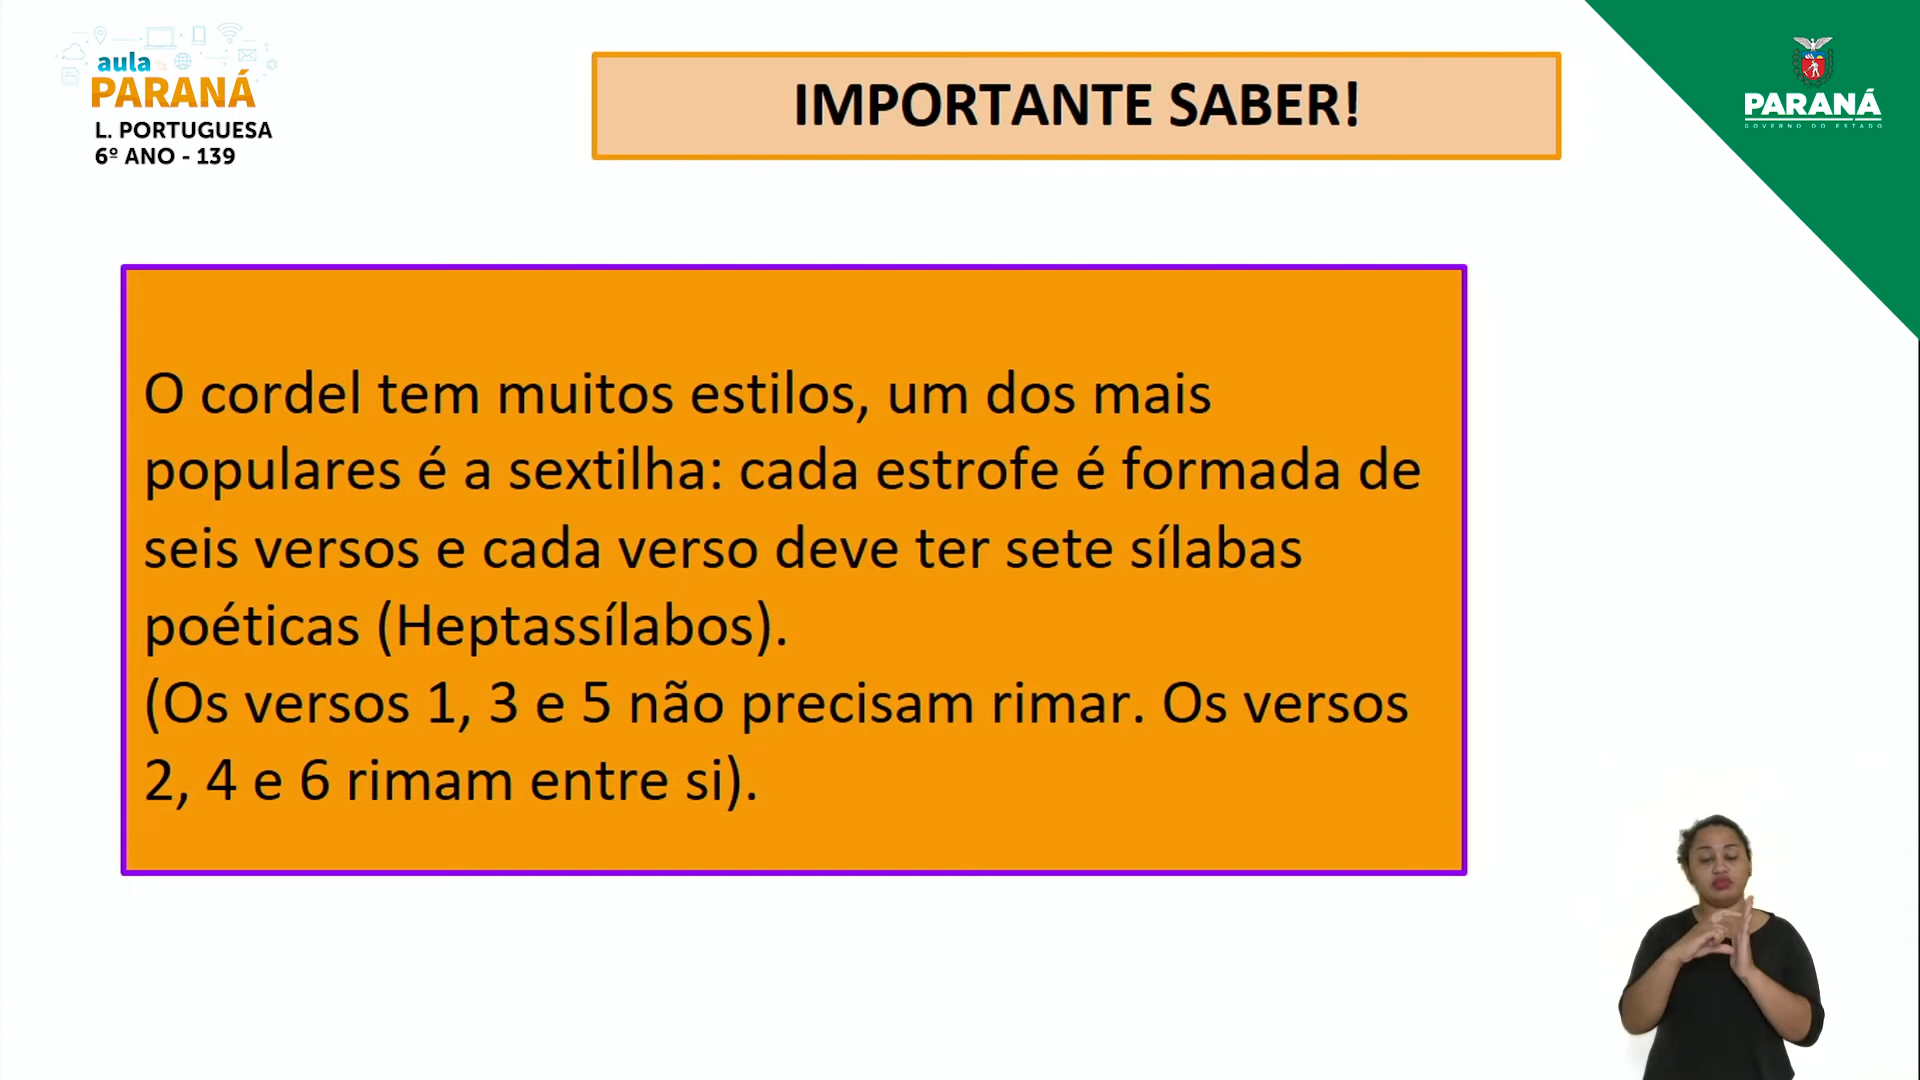 aula
PARANÁ
L. PORTUGUESA
6º ANO - 139
IMPORTANTE SABER!
PARANÁ
GOVERNO DO ESTADO
O cordel tem muitos estilos, um dos mais
populares é a sextilha: cada estrofe é formada de
seis versos e cada verso deve ter sete sílabas
poéticas (Heptassílabos).
(Os versos 1, 3 e 5 não precisam rimar. Os versos
2, 4 e 6 rimam entre si).